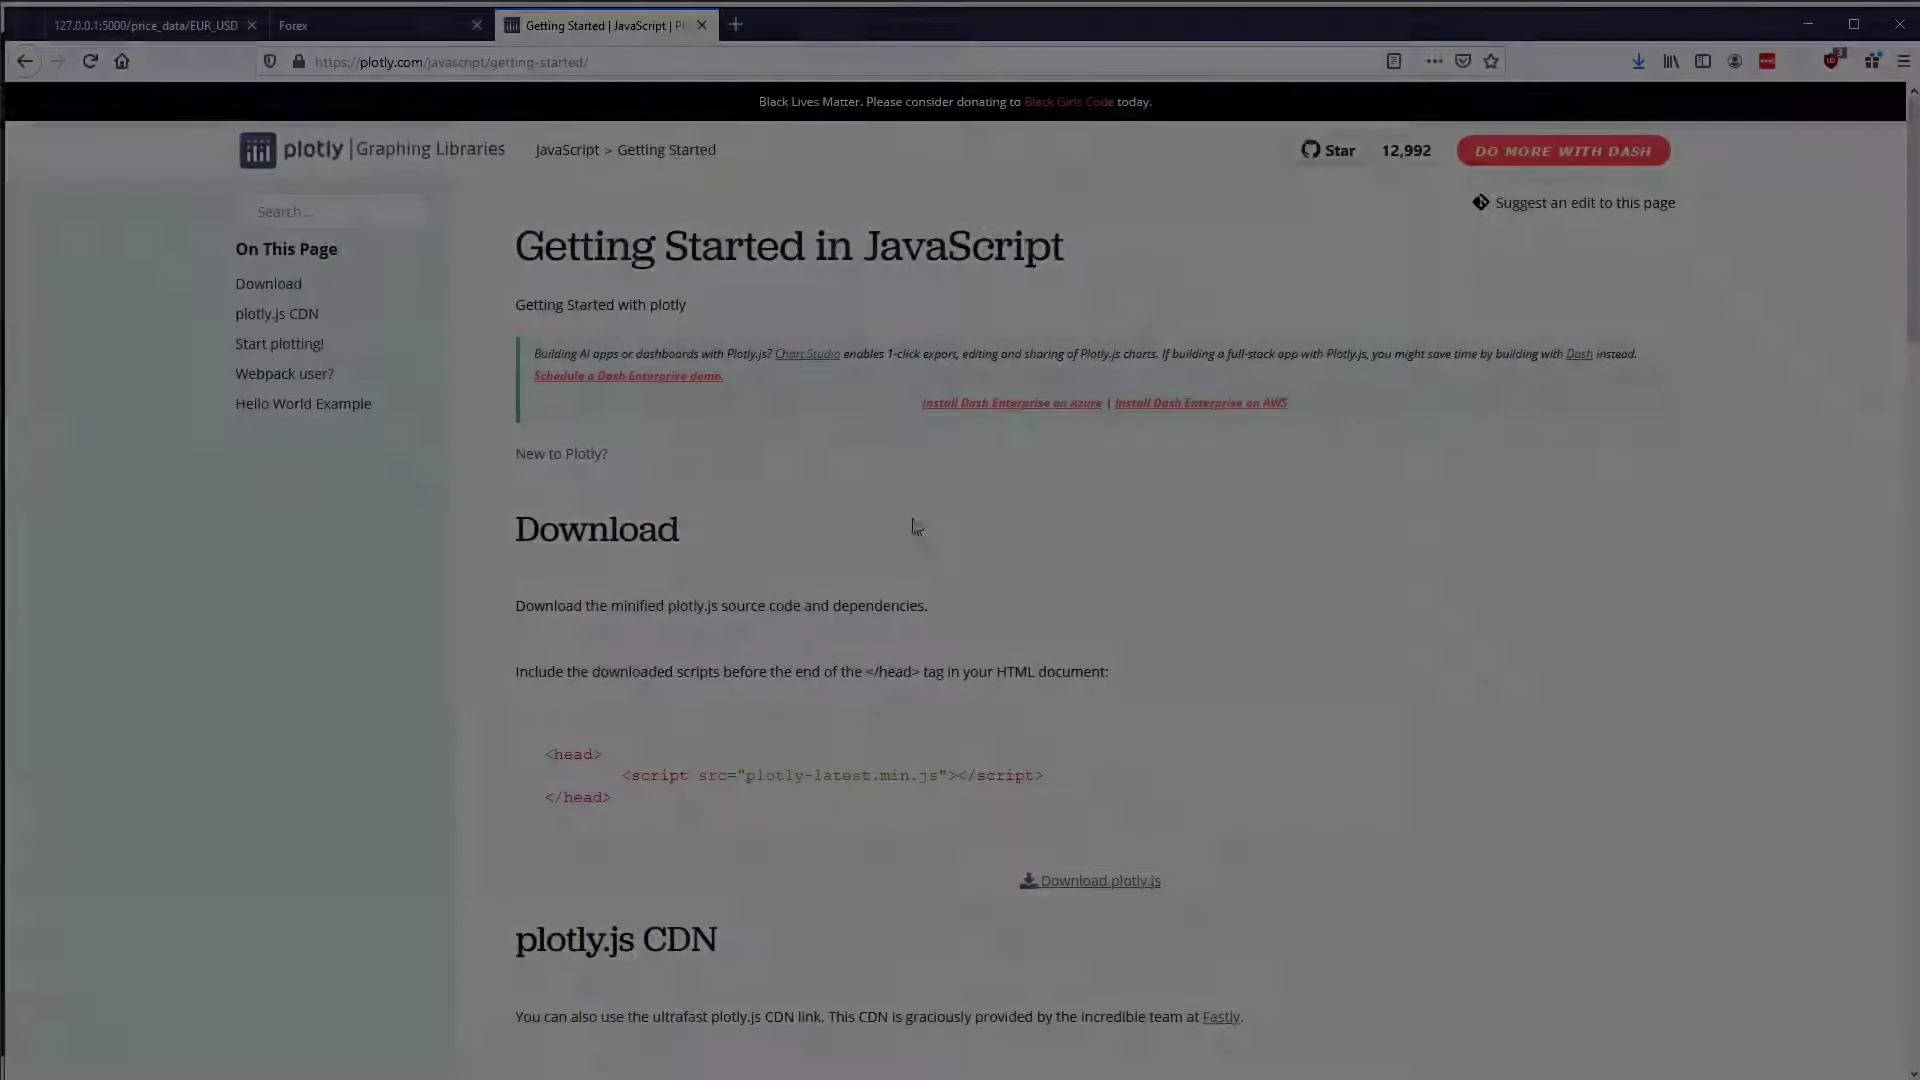 127.0.0.1:5000/price_data/EUR_USD
Forex
Getting Started | JavaScript |
https://plotly.com/javascript/getting-started/
3
Black Lives Matter. Please consider donating to Black Girls Code today.
plotly | Graphing Libraries
JavaScript > Getting Started
Star
12,992
DO MORE WITH DASH
Search...
Suggest an edit to this page
On This Page
Download
plotly.js CDN
Start plotting!
Webpack user?
Hello World Example
Getting Started in JavaScript
Getting Started with plotly
Building AI apps or dashboards with Plotly.js? Chart Studio enables 1-click export, editing and sharing of Plotly.js charts. If building a full-stack app with Plotly.js, you might save time by building with Dash instead.
Schedule a Dash Enterprise demo.
Install Dash Enterprise on Azure | Install Dash Enterprise on AWS
New to Plotly?
Download
Download the minified plotly.js source code and dependencies.
Include the downloaded scripts before the end of the </head> tag in your HTML document:
<head>
<script src="plotly-latest.min.js"></script>
</head>
Download plotly.js
plotly.js CDN
You can also use the ultrafast plotly.js CDN link. This CDN is graciously provided by the incredible team at Fastly.